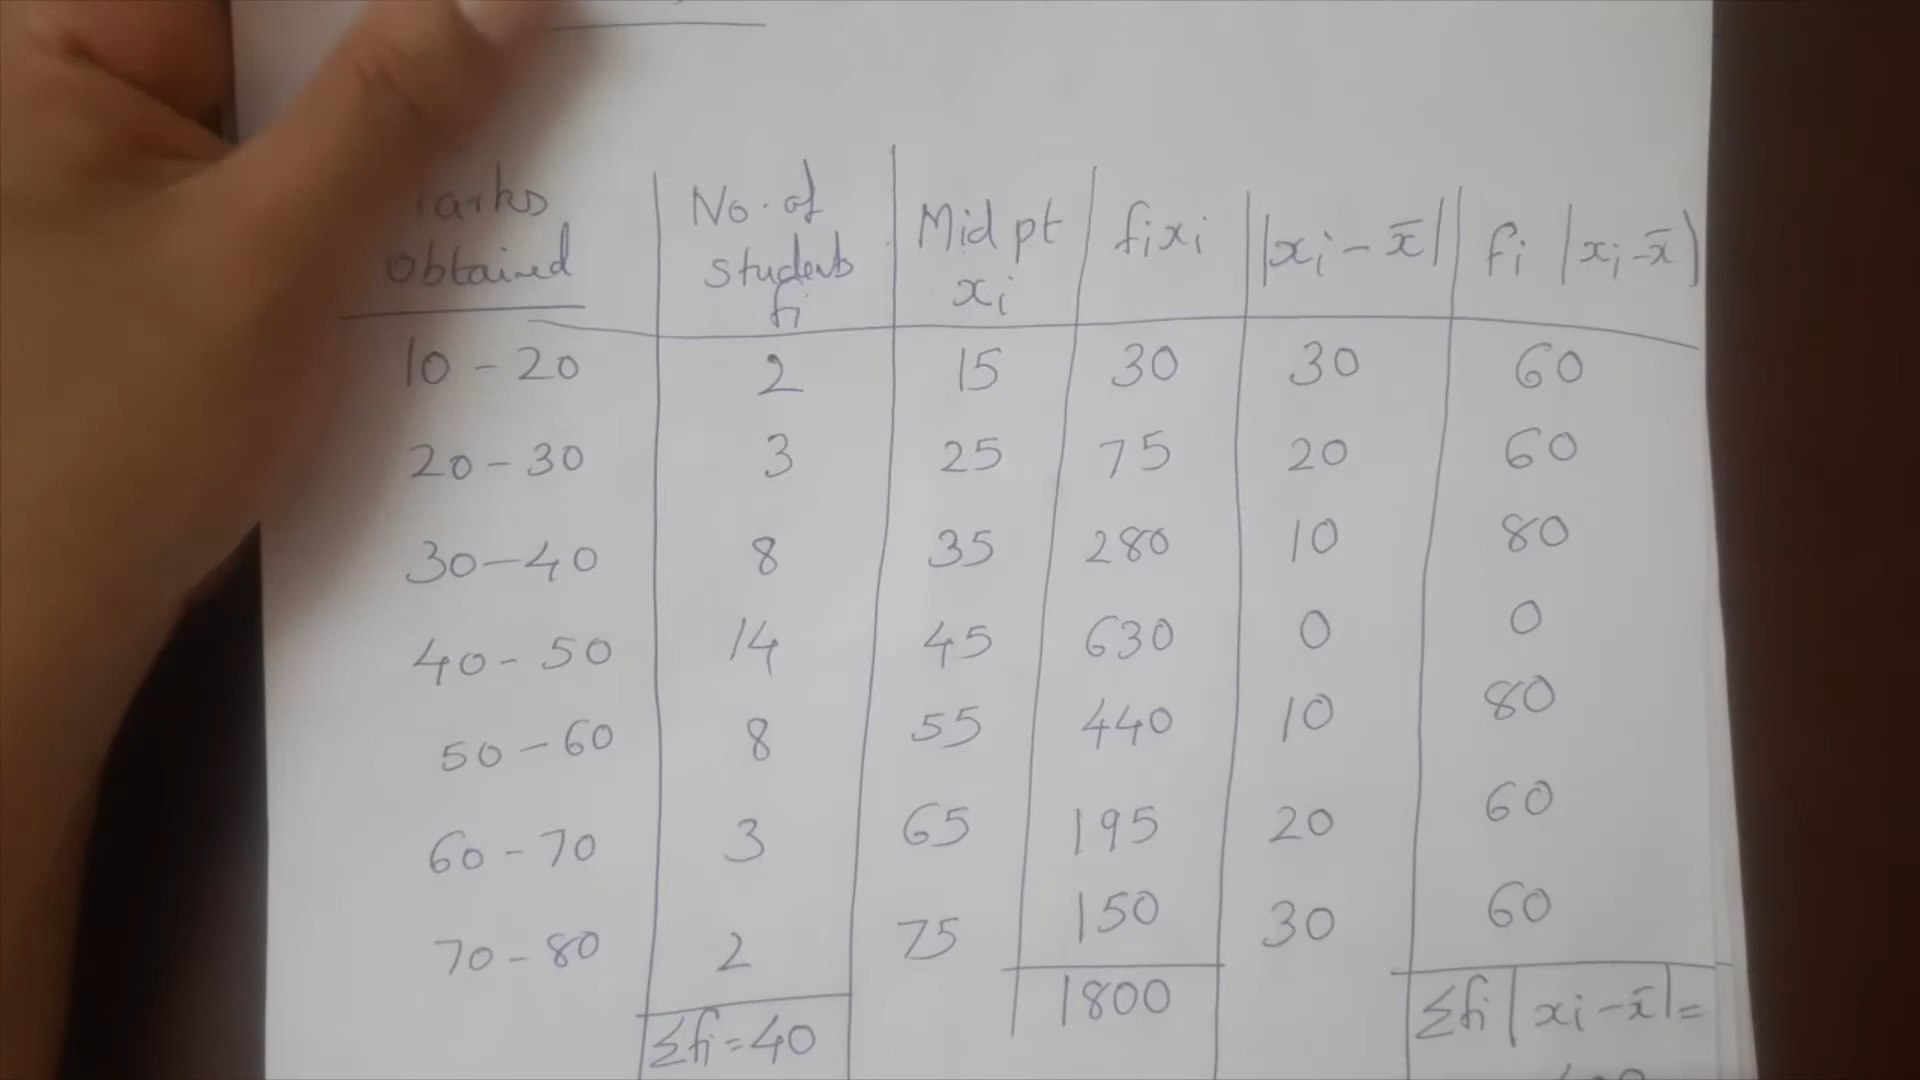 Marks Obtained | No. of students fi | Mid pt xi | fixi | |xi - x̄| | fi |xi - x̄|
10 - 20 | 2 | 15 | 30 | 30 | 60
20 - 30 | 3 | 25 | 75 | 20 | 60
30 - 40 | 8 | 35 | 280 | 10 | 80
40 - 50 | 14 | 45 | 630 | 0 | 0
50 - 60 | 8 | 55 | 440 | 10 | 80
60 - 70 | 3 | 65 | 195 | 20 | 60
70 - 80 | 2 | 75 | 150 | 30 | 60
Σfi = 40 | 1800 | Σfi |xi - x̄| =